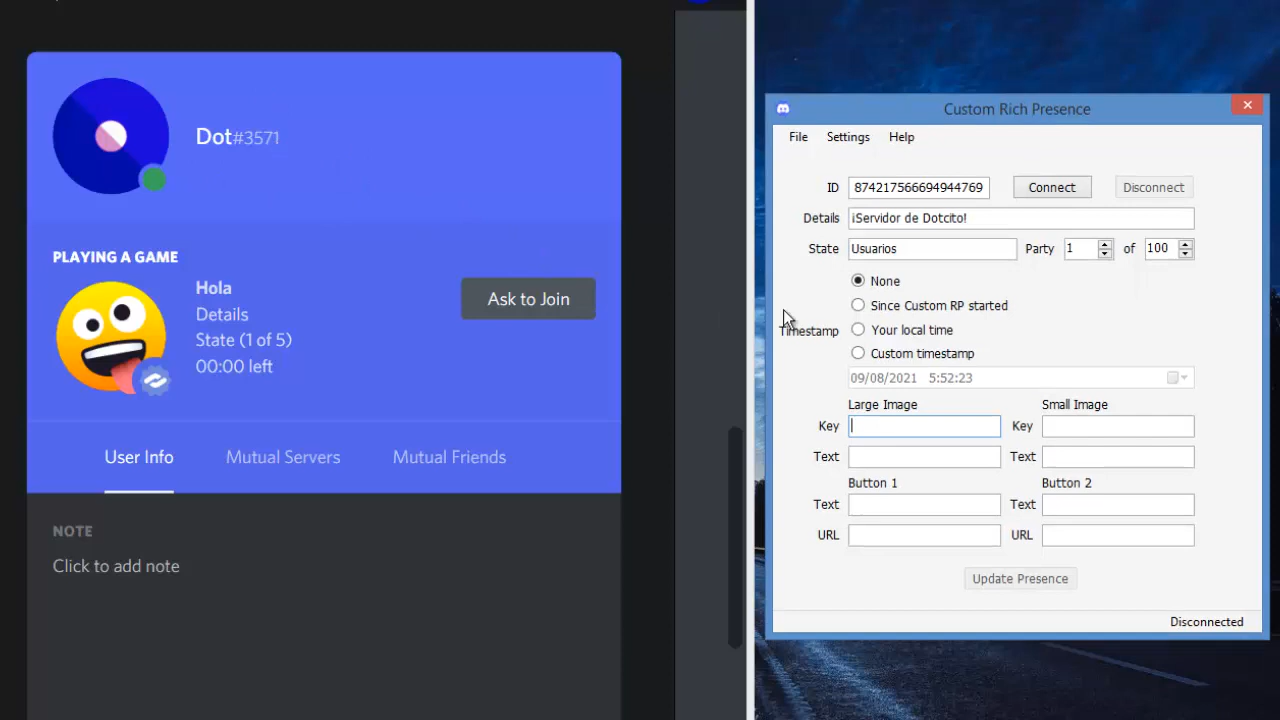 Dot#3571
PLAYING A GAME
Hola
Details
State (1 of 5)
00:00 left
Ask to Join
User Info Mutual Servers Mutual Friends
NOTE
Click to add note
Custom Rich Presence
File Settings Help
ID 874217566694944769 Connect Disconnect
Details ¡Servidor de Dotcito!
State Usuarios Party 1 of 100
None
Since Custom RP started
Timestamp Your local time
Custom timestamp
09/08/2021 5:52:23
Large Image Small Image
Key Key
Text Text
Button 1 Button 2
Text Text
URL URL
Update Presence
Disconnected